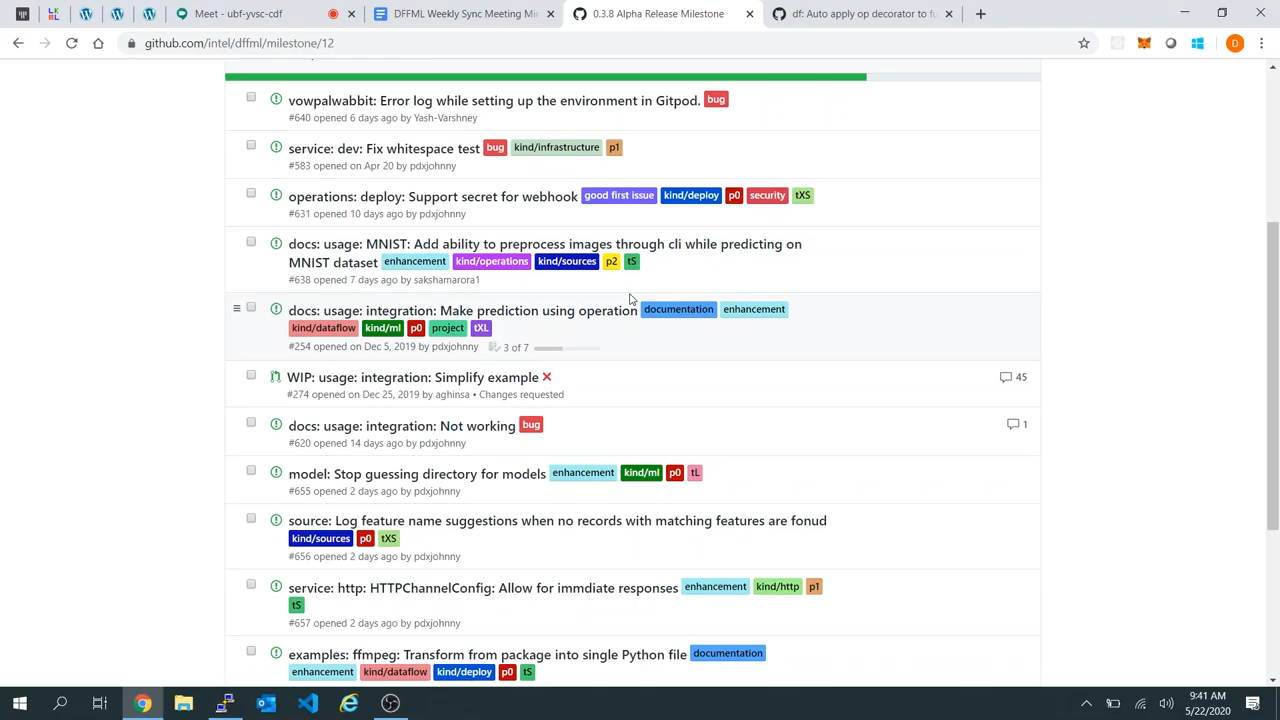 Meet - ubf-yvsc-cdf
DFFML Weekly Sync Meeting Min
0.3.8 Alpha Release Milestone
df: Auto apply op decorator to fu
github.com/intel/dffml/milestone/12
D
vowpalwabbit: Error log while setting up the environment in Gitpod. bug
#640 opened 6 days ago by Yash-Varshney
service: dev: Fix whitespace test bug kind/infrastructure p1
#583 opened on Apr 20 by pdxjohnny
operations: deploy: Support secret for webhook good first issue kind/deploy p0 security tXS
#631 opened 10 days ago by pdxjohnny
docs: usage: MNIST: Add ability to preprocess images through cli while predicting on
MNIST dataset enhancement kind/operations kind/sources p2 tS
#638 opened 7 days ago by sakshamarora1
docs: usage: integration: Make prediction using operation documentation enhancement
kind/dataflow kind/ml p0 project tXL
#254 opened on Dec 5, 2019 by pdxjohnny 3 of 7
WIP: usage: integration: Simplify example 45
#274 opened on Dec 25, 2019 by aghinsa • Changes requested
docs: usage: integration: Not working bug 1
#620 opened 14 days ago by pdxjohnny
model: Stop guessing directory for models enhancement kind/ml p0 tL
#655 opened 2 days ago by pdxjohnny
source: Log feature name suggestions when no records with matching features are fonud
kind/sources p0 tXS
#656 opened 2 days ago by pdxjohnny
service: http: HTTPChannelConfig: Allow for immdiate responses enhancement kind/http p1
tS
#657 opened 2 days ago by pdxjohnny
examples: ffmpeg: Transform from package into single Python file documentation
enhancement kind/dataflow kind/deploy p0 tS
9:41 AM
5/22/2020